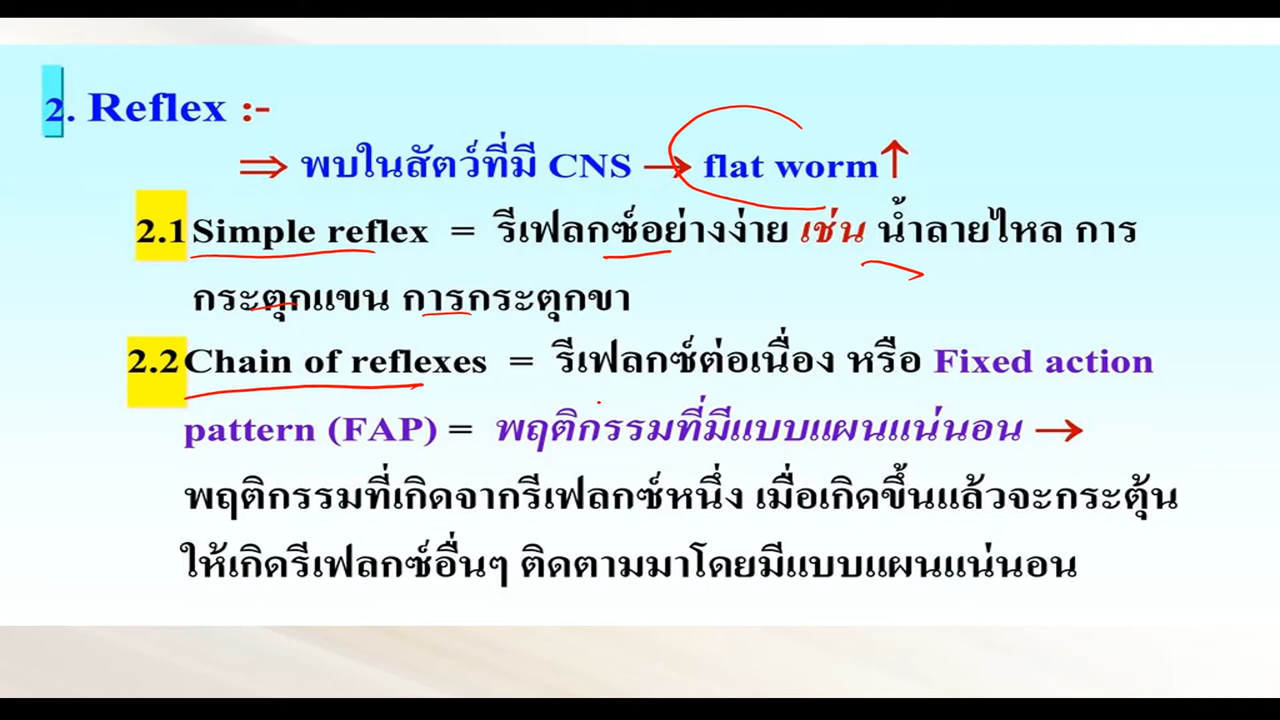 2. Reflex :-
⇒ พบในสัตว์ที่มี CNS → flat worm↑
2.1 Simple reflex = รีเฟลกซ์อย่างง่าย เช่น น้ำลายไหล การ
กระตุกแขน การกระตุกขา
2.2 Chain of reflexes = รีเฟลกซ์ต่อเนื่อง หรือ Fixed action
pattern (FAP) = พฤติกรรมที่มีแบบแผนแน่นอน →
พฤติกรรมที่เกิดจากรีเฟลกซ์หนึ่ง เมื่อเกิดขึ้นแล้วจะกระตุ้น
ให้เกิดรีเฟลกซ์อื่นๆ ติดตามมาโดยมีแบบแผนแน่นอน